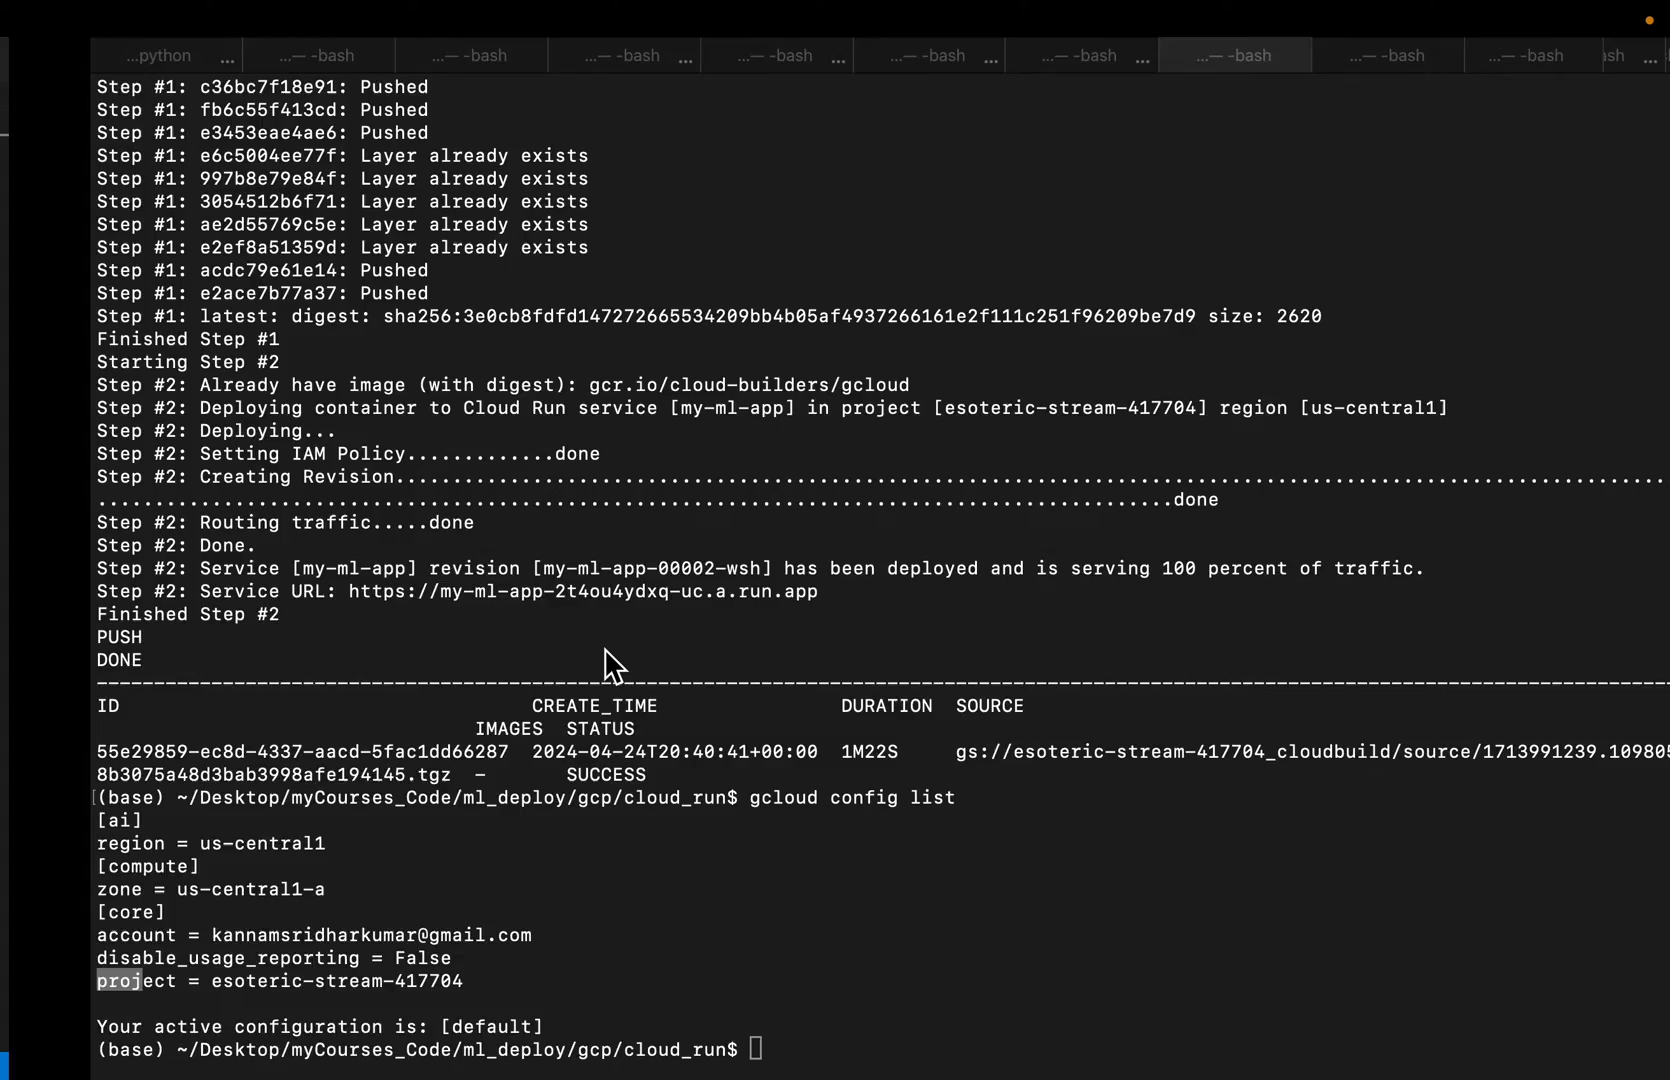 ...python ...
...— -bash
...— -bash
...— -bash ...
...— -bash ...
...— -bash ...
...— -bash ...
...— -bash
...— -bash
...— -bash
sh ...
Step #1: c36bc7f18e91: Pushed
Step #1: fb6c55f413cd: Pushed
Step #1: e3453eae4ae6: Pushed
Step #1: e6c5004ee77f: Layer already exists
Step #1: 997b8e79e84f: Layer already exists
Step #1: 3054512b6f71: Layer already exists
Step #1: ae2d55769c5e: Layer already exists
Step #1: e2ef8a51359d: Layer already exists
Step #1: acdc79e61e14: Pushed
Step #1: e2ace7b77a37: Pushed
Step #1: latest: digest: sha256:3e0cb8fdfd147272665534209bb4b05af4937266161e2f111c251f96209be7d9 size: 2620
Finished Step #1
Starting Step #2
Step #2: Already have image (with digest): gcr.io/cloud-builders/gcloud
Step #2: Deploying container to Cloud Run service [my-ml-app] in project [esoteric-stream-417704] region [us-central1]
Step #2: Deploying...
Step #2: Setting IAM Policy.............done
Step #2: Creating Revision...............................................................................................................
..............................................................................................done
Step #2: Routing traffic.....done
Step #2: Done.
Step #2: Service [my-ml-app] revision [my-ml-app-00002-wsh] has been deployed and is serving 100 percent of traffic.
Step #2: Service URL: https://my-ml-app-2t4ou4ydxq-uc.a.run.app
Finished Step #2
PUSH
DONE
-----------------------------------------------------------------------------------------------------------------------------------------
ID CREATE_TIME DURATION SOURCE
IMAGES STATUS
55e29859-ec8d-4337-aacd-5fac1dd66287 2024-04-24T20:40:41+00:00 1M22S gs://esoteric-stream-417704_cloudbuild/source/1713991239.109805
8b3075a48d3bab3998afe194145.tgz - SUCCESS
(base) ~/Desktop/myCourses_Code/ml_deploy/gcp/cloud_run$ gcloud config list
[ai]
region = us-central1
[compute]
zone = us-central1-a
[core]
account = kannamsridharkumar@gmail.com
disable_usage_reporting = False
project = esoteric-stream-417704
Your active configuration is: [default]
(base) ~/Desktop/myCourses_Code/ml_deploy/gcp/cloud_run$